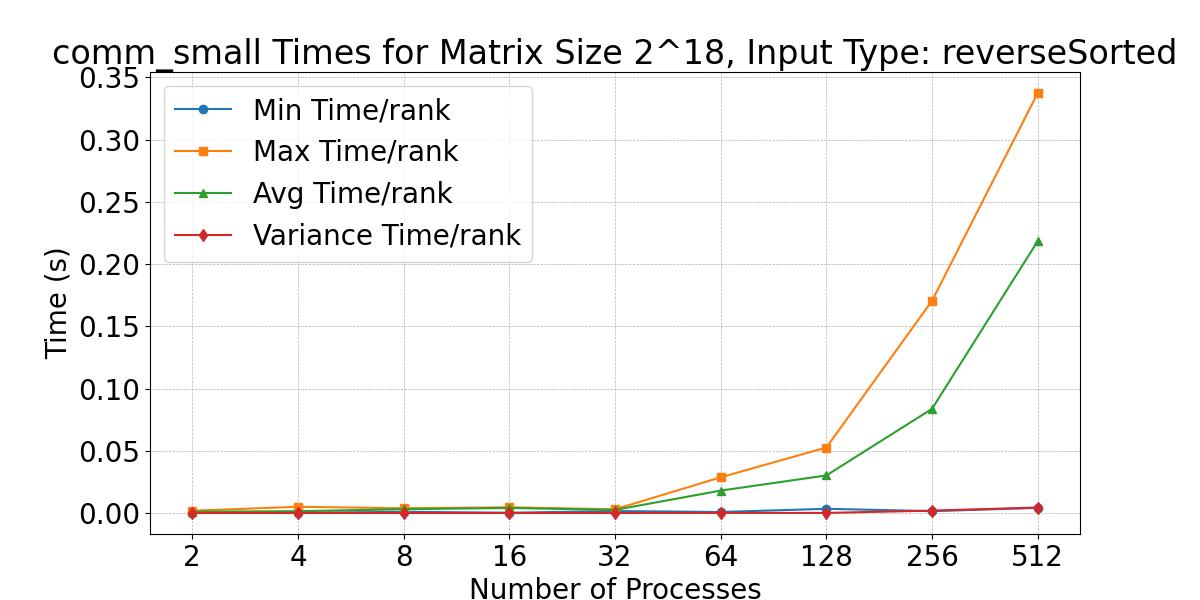 comm_small Times for Matrix Size 2^18, Input Type: reverseSorted
0.35
0.30
0.25
0.20
0.15
0.10
0.05
0.00
Time (s)
Min Time/rank
Max Time/rank
Avg Time/rank
Variance Time/rank
2 4 8 16 32 64 128 256 512
Number of Processes